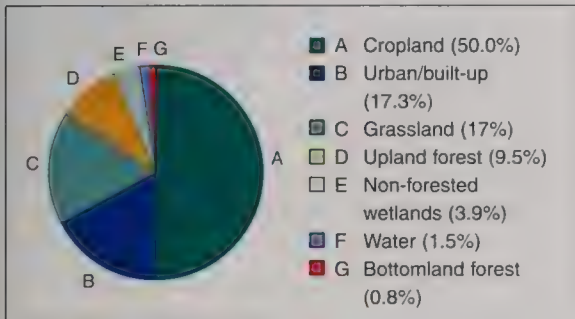 E F G
D
C
A
B
A Cropland (50.0%)
B Urban/built-up
(17.3%)
C Grassland (17%)
D Upland forest (9.5%)
E Non-forested
wetlands (3.9%)
F Water (1.5%)
G Bottomland forest
(0.8%)